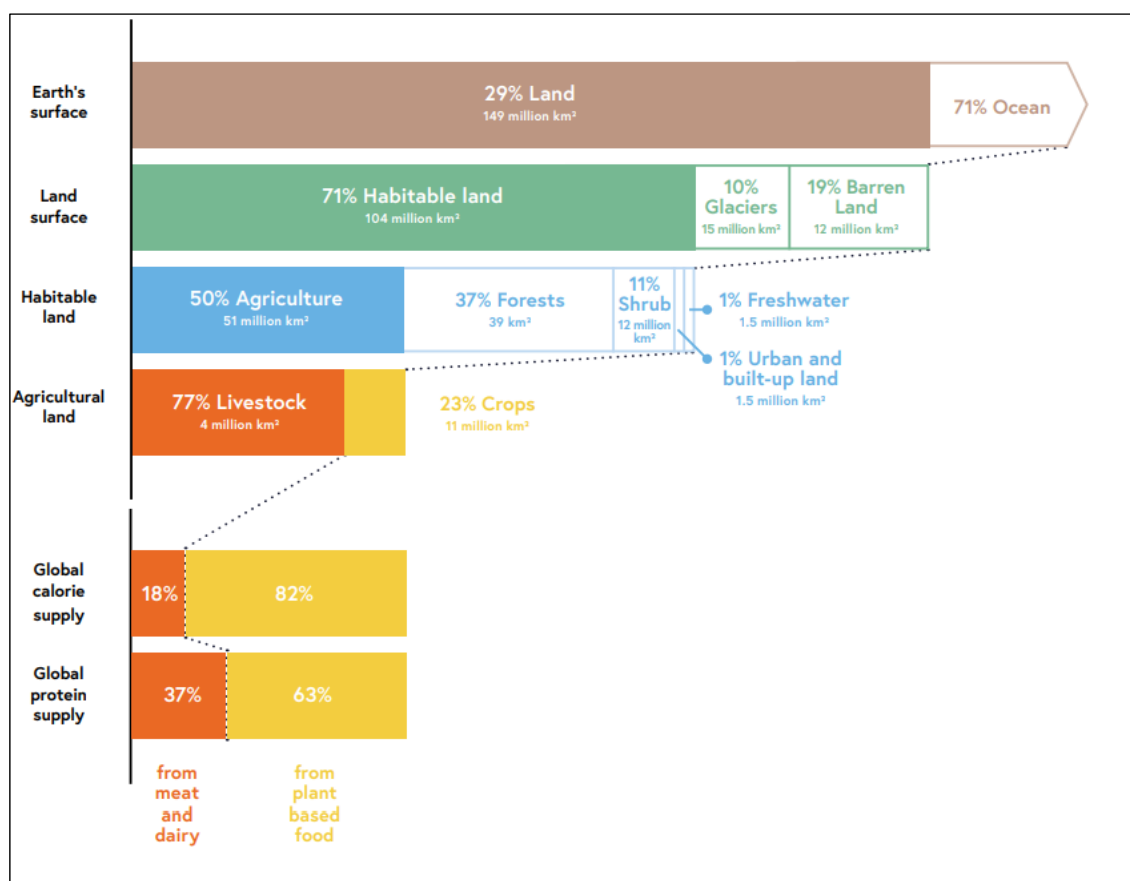 Earth's
surface
29% Land
149 million km²
71% Ocean
Land
surface
71% Habitable land
104 million km²
10%
Glaciers
15 million km²
19% Barren
Land
12 million km²
Habitable
land
50% Agriculture
51 million km²
37% Forests
39 km²
11%
Shrub
12 million
km²
1% Freshwater
1.5 million km²
1% Urban and
built-up land
1.5 million km²
Agricultural
land
77% Livestock
4 million km²
23% Crops
11 million km²
Global
calorie
supply
18%
82%
Global
protein
supply
37%
63%
from
meat
and
dairy
from
plant
based
food